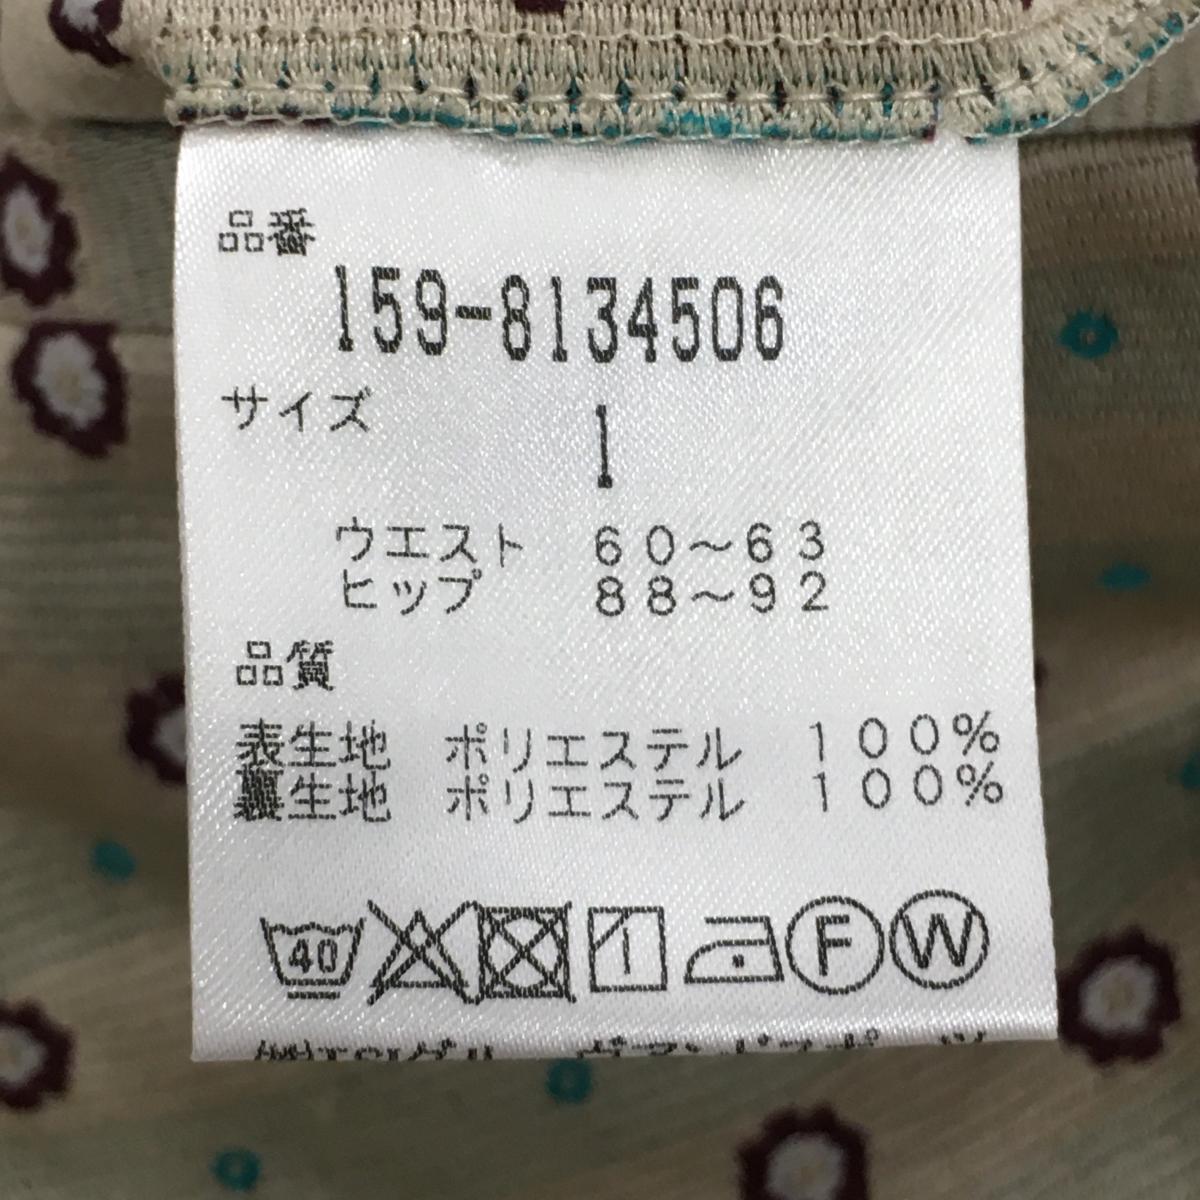 品番
159-8134506
サイズ
1
ウエスト 60～63
ヒップ 88～92
品質
表生地 ポリエステル 100%
裏生地 ポリエステル 100%
40 F W